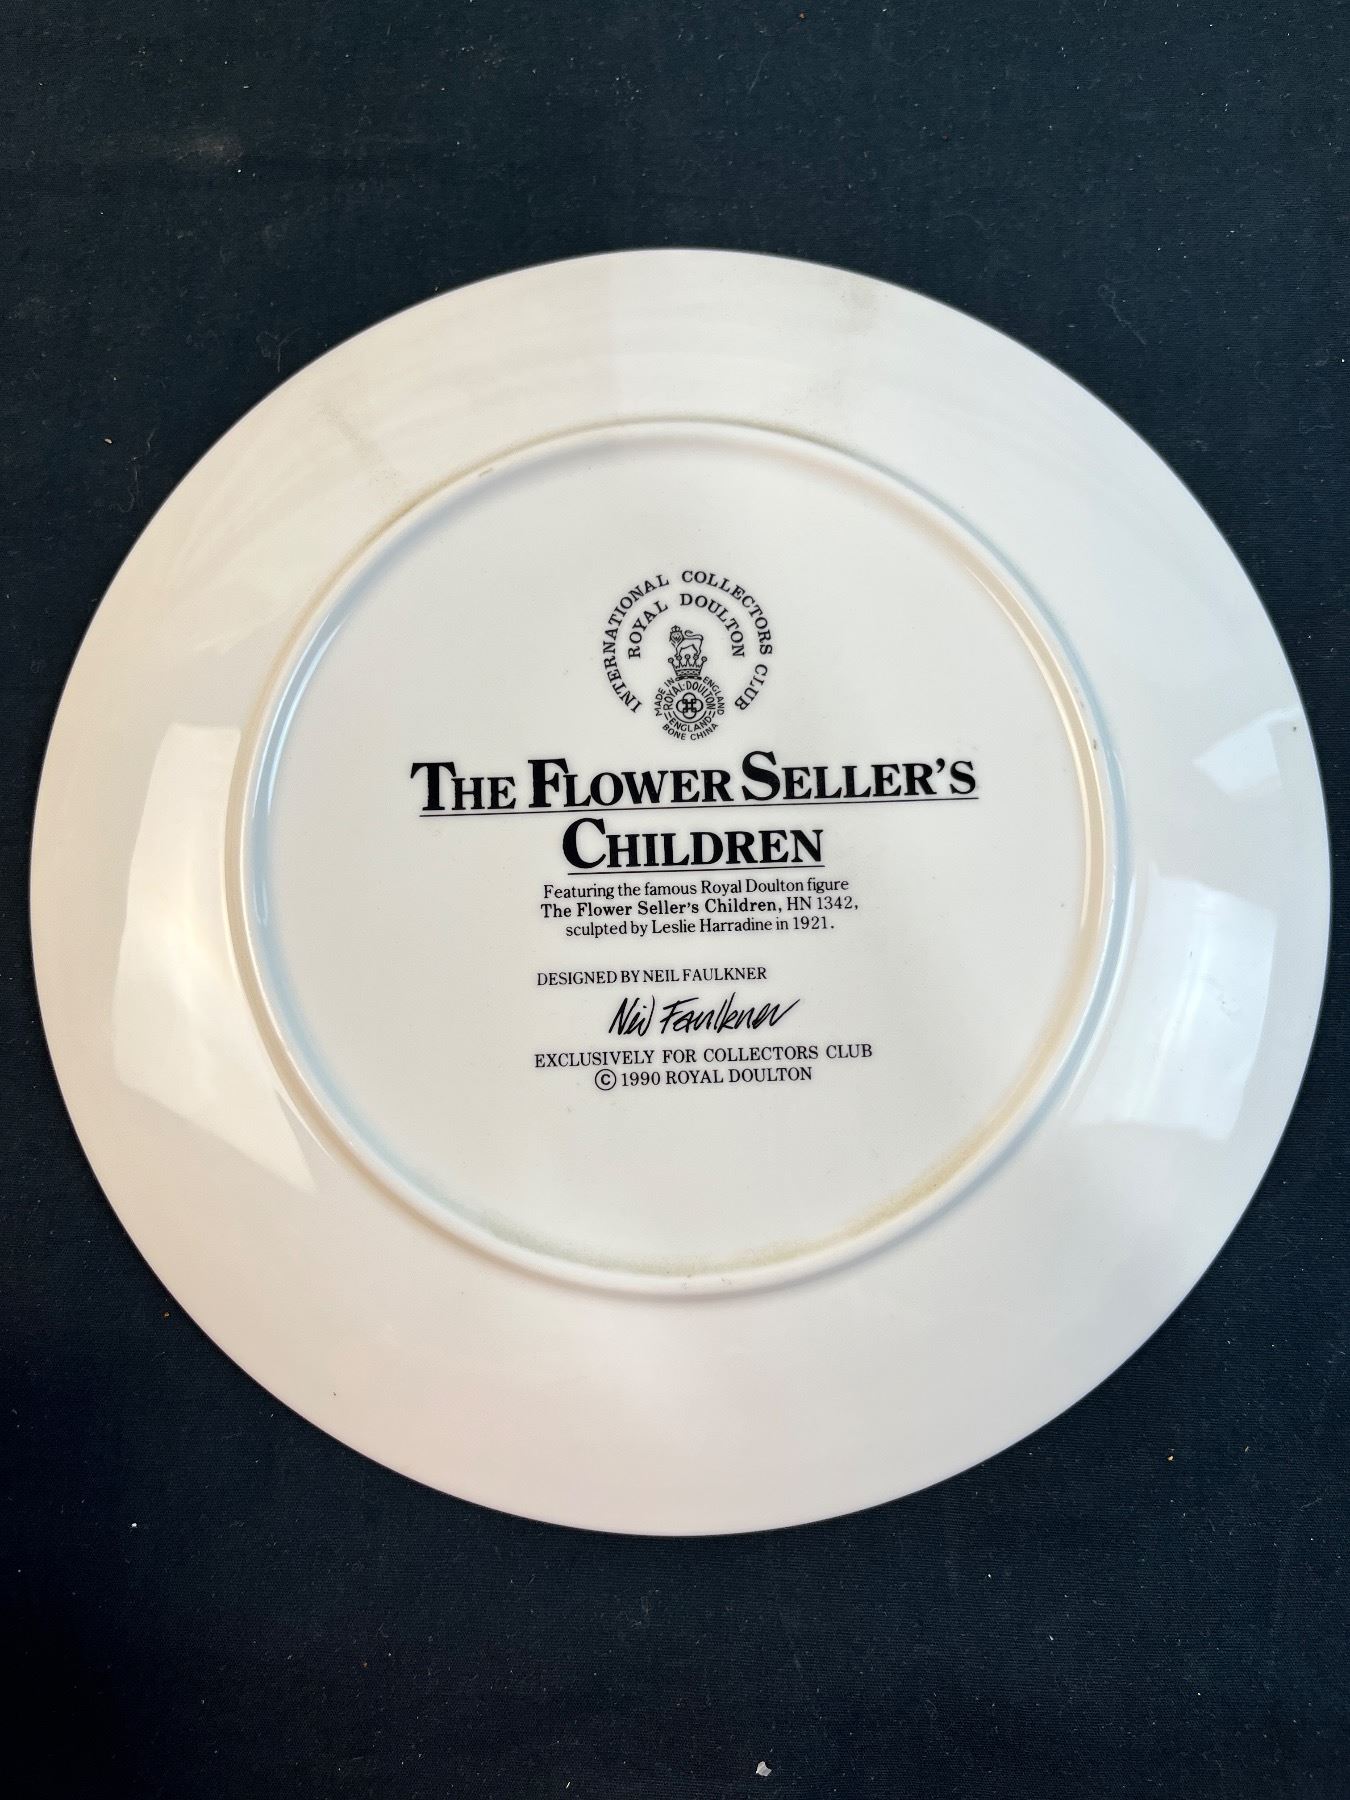 INTERNATIONAL COLLECTORS CLUB
ROYAL DOULTON
MADE IN ENGLAND
ROYAL·DOULTON
ENGLAND
BONE CHINA
THE FLOWER SELLER'S
CHILDREN
Featuring the famous Royal Doulton figure
The Flower Seller's Children, HN 1342,
sculpted by Leslie Harradine in 1921.
DESIGNED BY NEIL FAULKNER
Neil Faulkner
EXCLUSIVELY FOR COLLECTORS CLUB
© 1990 ROYAL DOULTON